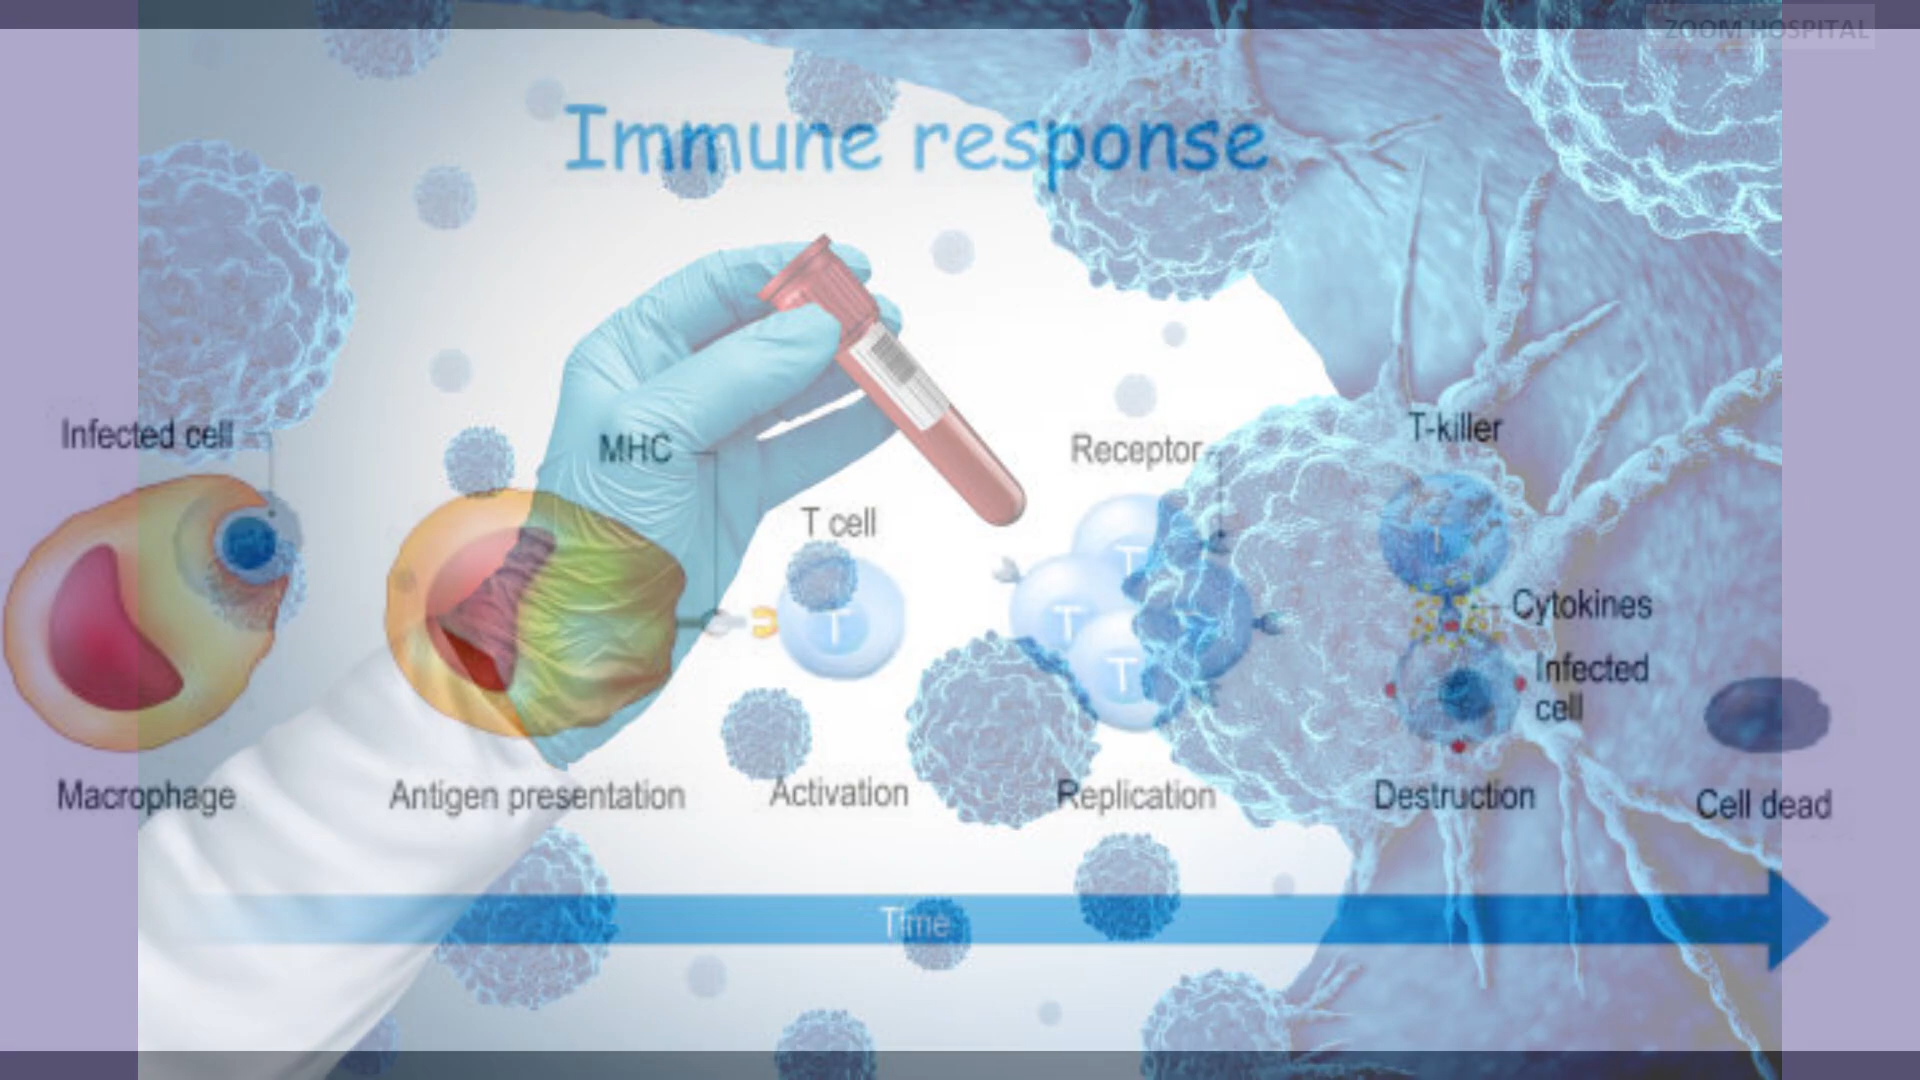 ZOOM HOSPITAL
Immune response
Infected cell
MHC
T cell
Receptor
T-killer
T
T
T
T
T
Cytokines
Infected
cell
Macrophage
Antigen presentation
Activation
Replication
Destruction
Cell dead
Time